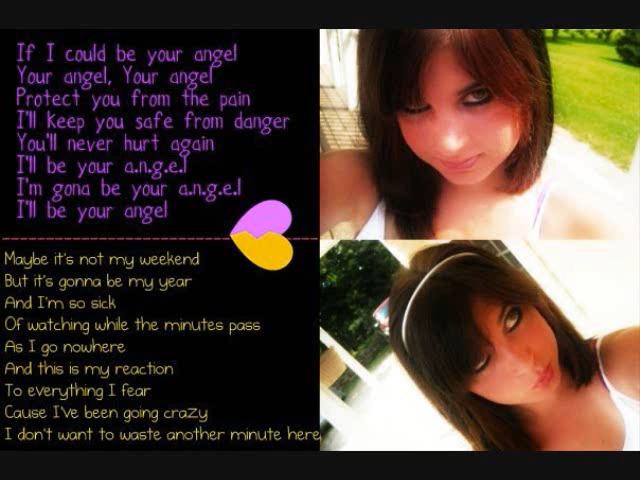 If I could be your angel
Your angel, Your angel
Protect you from the pain
I'll keep you safe from danger
You'll never hurt again
I'll be your a.n.g.e.l
I'm gona be your a.n.g.e.l
I'll be your angel
Maybe it's not my weekend
But it's gonna be my year
And I'm so sick
Of watching while the minutes pass
As I go nowhere
And this is my reaction
To everything I fear
Cause I've been going crazy
I don't want to waste another minute here